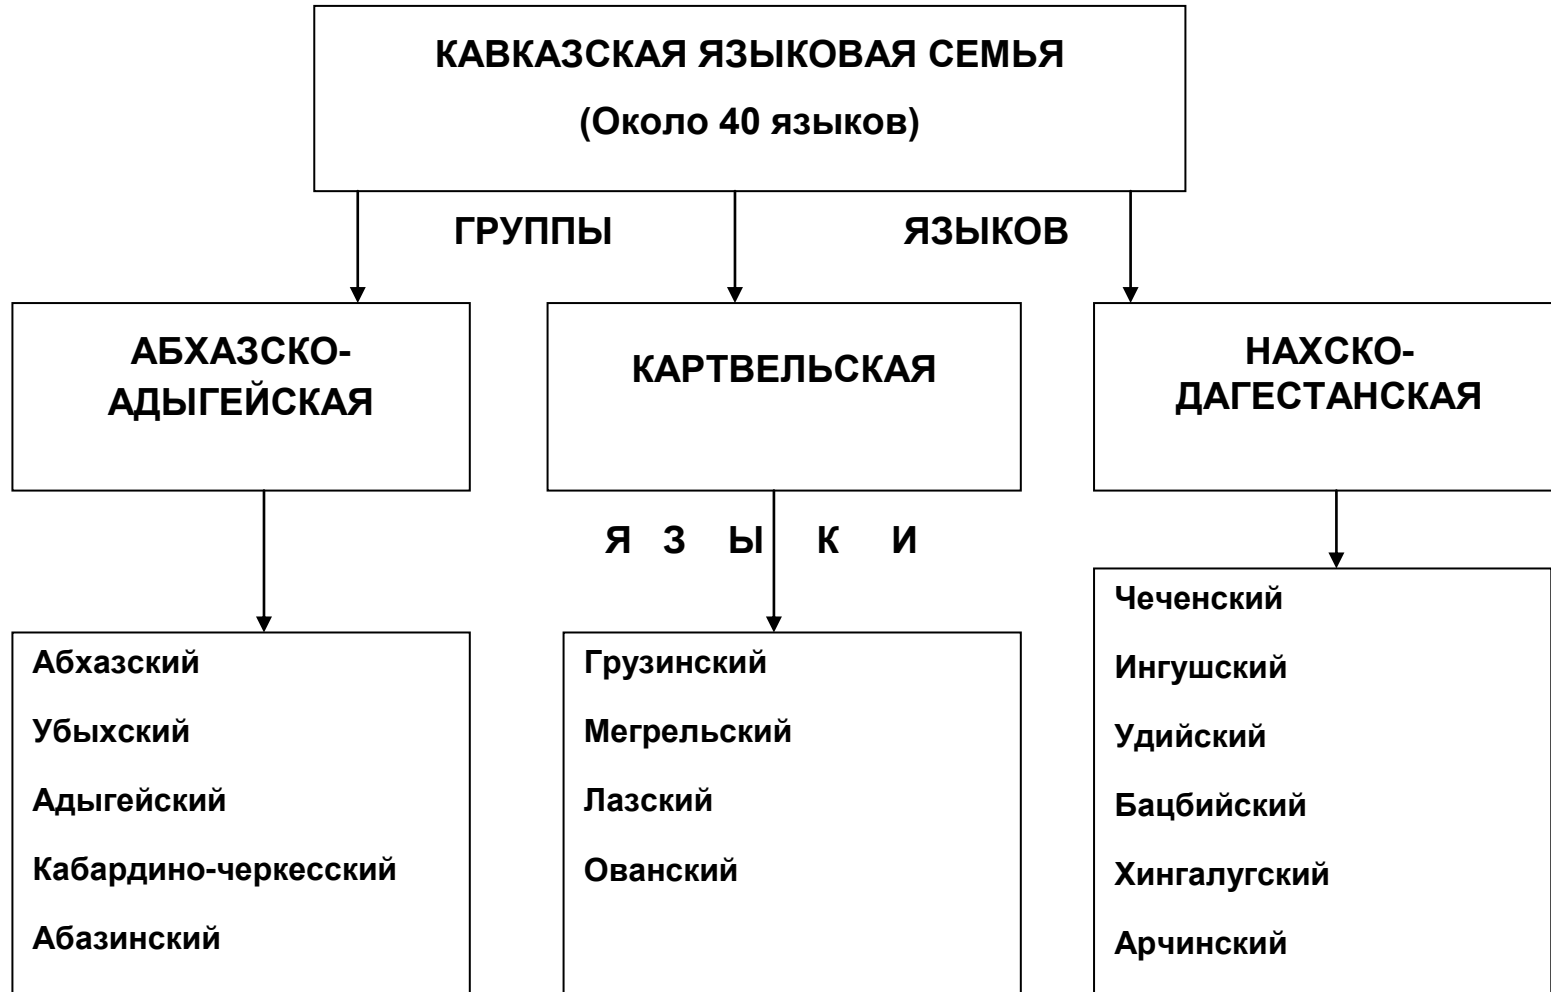 КАВКАЗСКАЯ ЯЗЫКОВАЯ СЕМЬЯ
(Около 40 языков)
ГРУППЫ ЯЗЫКОВ
АБХАЗСКО-
АДЫГЕЙСКАЯ
КАРТВЕЛЬСКАЯ
НАХСКО-
ДАГЕСТАНСКАЯ
Я З Ы К И
Абхазский
Убыхский
Адыгейский
Кабардино-черкесский
Абазинский
Грузинский
Мегрельский
Лазский
Ованский
Чеченский
Ингушский
Удийский
Бацбийский
Хингалугский
Арчинский